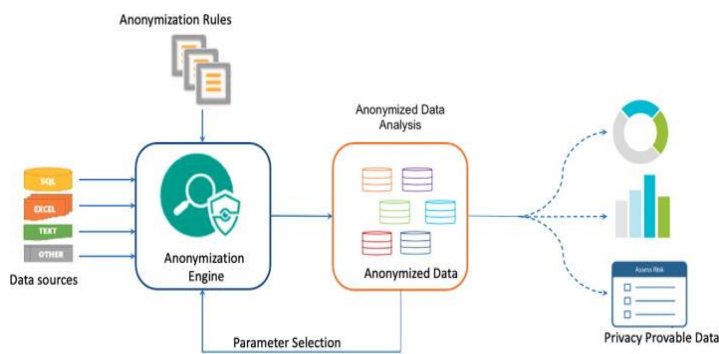 Anonymization Rules
Anonymized Data
Analysis
SQL
EXCEL
TEXT
OTHER
Data sources
Anonymization
Engine
Anonymized Data
Assess Risk
Privacy Provable Data
Parameter Selection